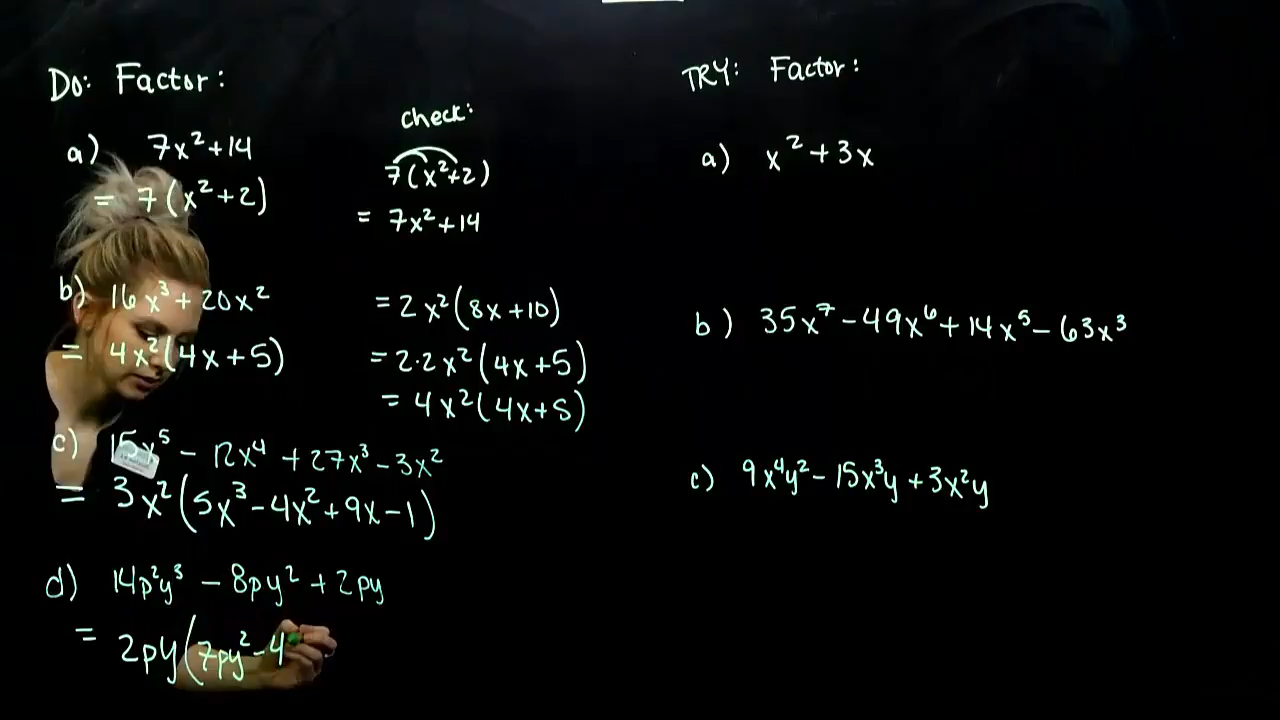 Do: Factor:
check:
a) 7x²+14
= 7(x²+2)
7(x²+2)
= 7x²+14
b) 16x³+20x²
= 4x²(4x+5)
=2x²(8x+10)
=2·2x²(4x+5)
= 4x²(4x+5)
c) 15x⁵ - 12x⁴ +27x³-3x²
= 3x²(5x³-4x²+9x-1)
d) 14p²y³ - 8py² + 2py
= 2py(7py²-4
TRY: Factor:
a) x²+3x
b) 35x⁷-49x⁶+14x⁵-63x³
c) 9x⁴y²-15x³y+3x²y